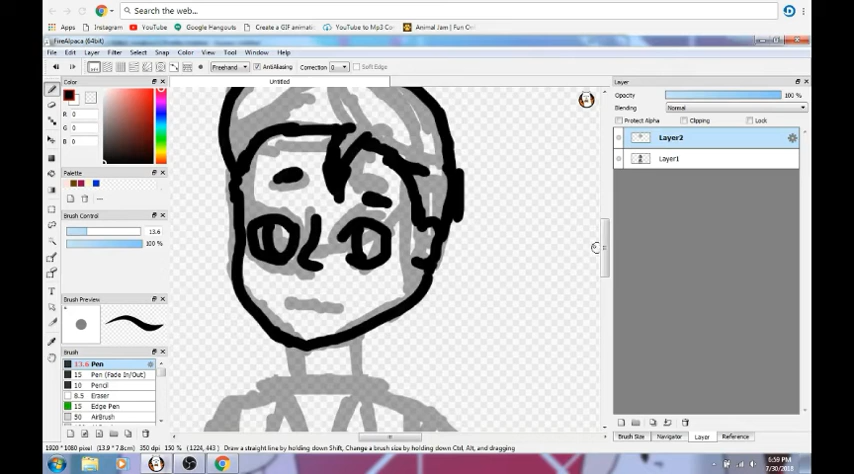 Search the web...
Apps Instagram YouTube Google Hangouts Create a GIF animati YouTube to Mp3 Co Animal Jam | Fun On
FireAlpaca (64bit)
File Edit Layer Filter Select Snap Color View Tool Window Help
Freehand AntiAliasing Correction 0 Soft Edge
Color
Untitled
R 0
G 0
B 0
Brush Control
13.6
100 %
Brush Preview
Brush
13.6 Pen
15 Pen (Fade In/Out)
10 Pencil
8.5 Eraser
15 Edge Pen
50 AirBrush
Layer
Opacity 100 %
Blending Normal
Protect Alpha Clipping Lock
Layer2
Layer1
Brush Size Navigator Layer Reference
1920 * 1080 pixel (13.9 * 7.8cm) 350 dpi 150 % (1224, 443) Draw a straight line by holding down Shift, Change a brush size by holding down Ctrl, Alt, and dragging
6:59 PM
7/30/2018